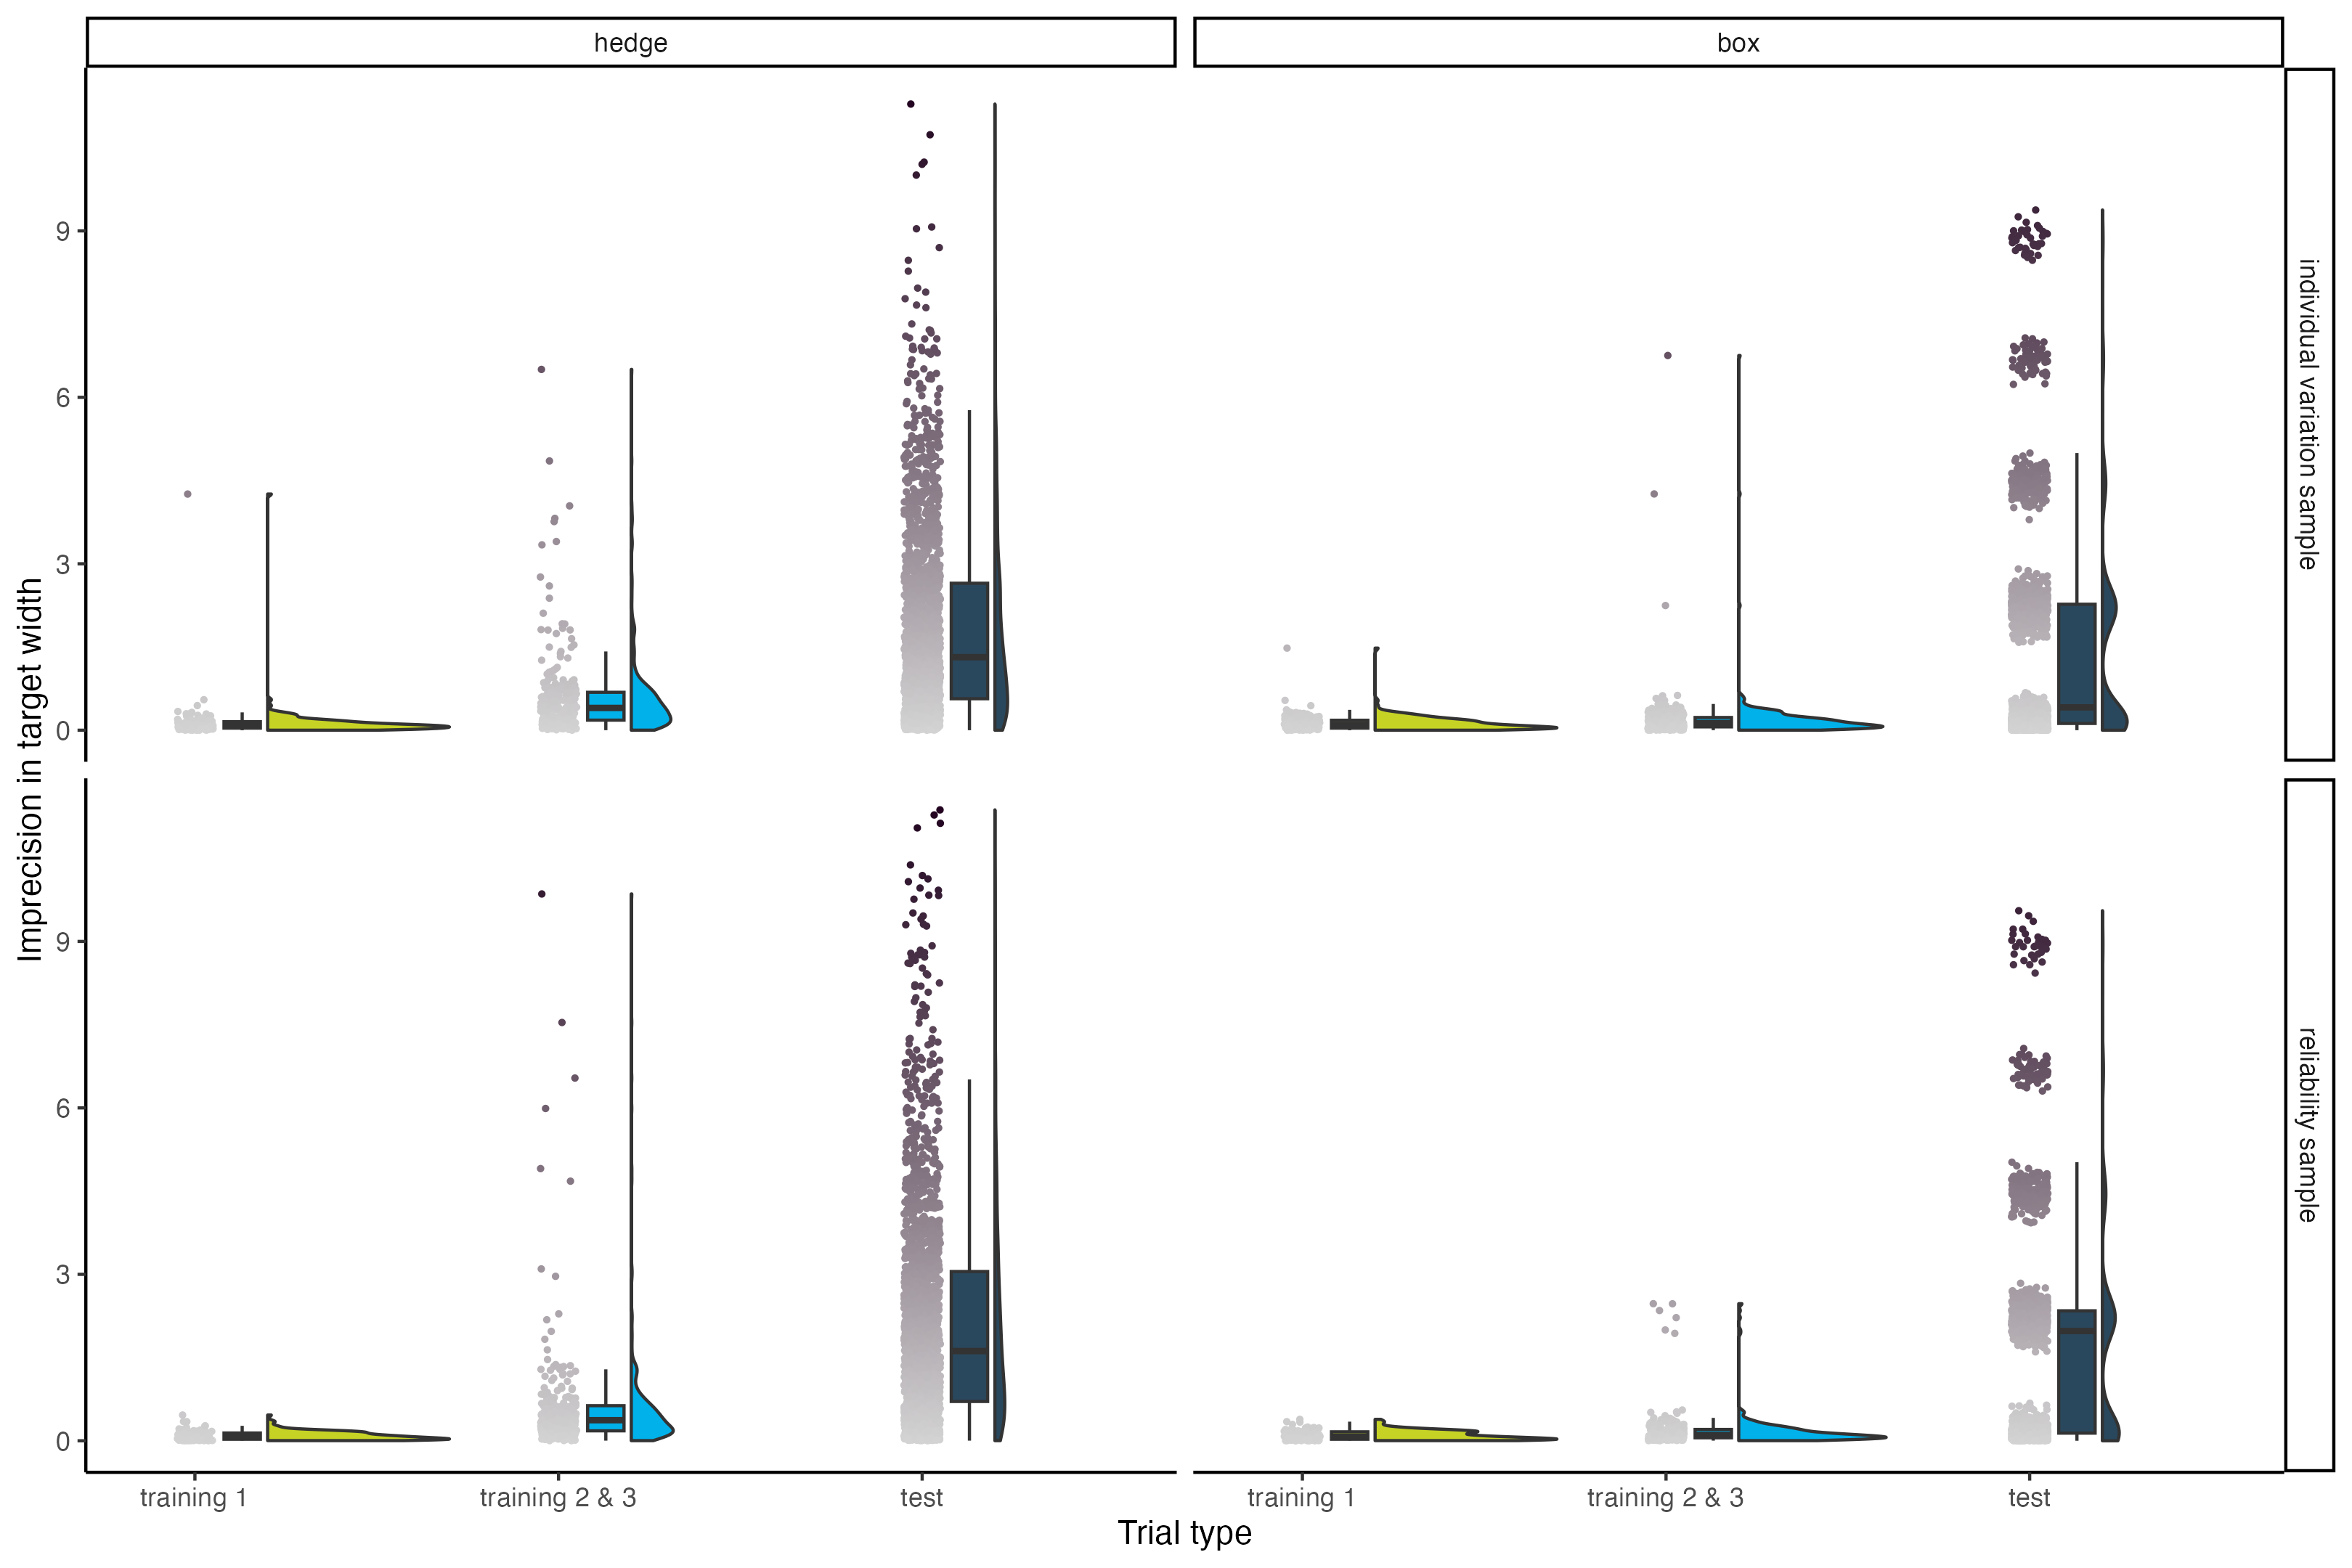 hedge
box
individual variation sample
reliability sample
Imprecision in target width
9
6
3
0
9
6
3
0
training 1
training 2 & 3
test
training 1
training 2 & 3
test
Trial type